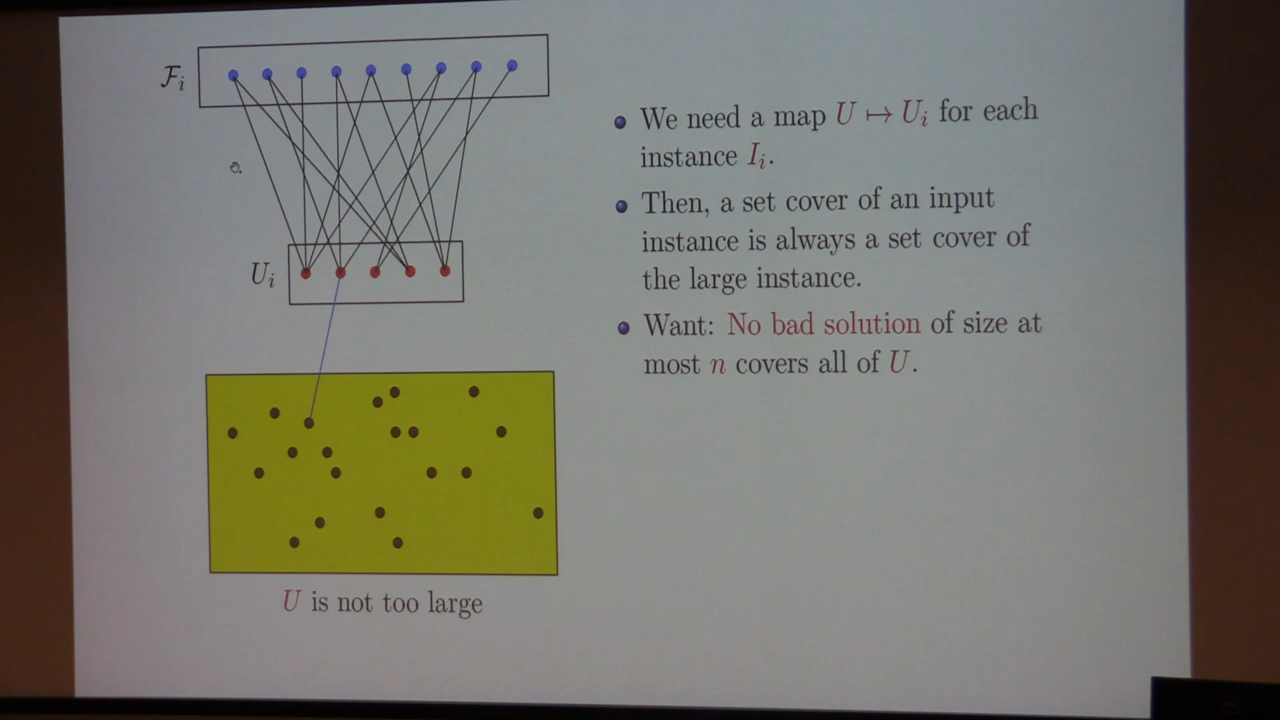 ℱᵢ
Uᵢ
U is not too large
We need a map U ↦ Uᵢ for each
instance Iᵢ.
Then, a set cover of an input
instance is always a set cover of
the large instance.
Want: No bad solution of size at
most n covers all of U.